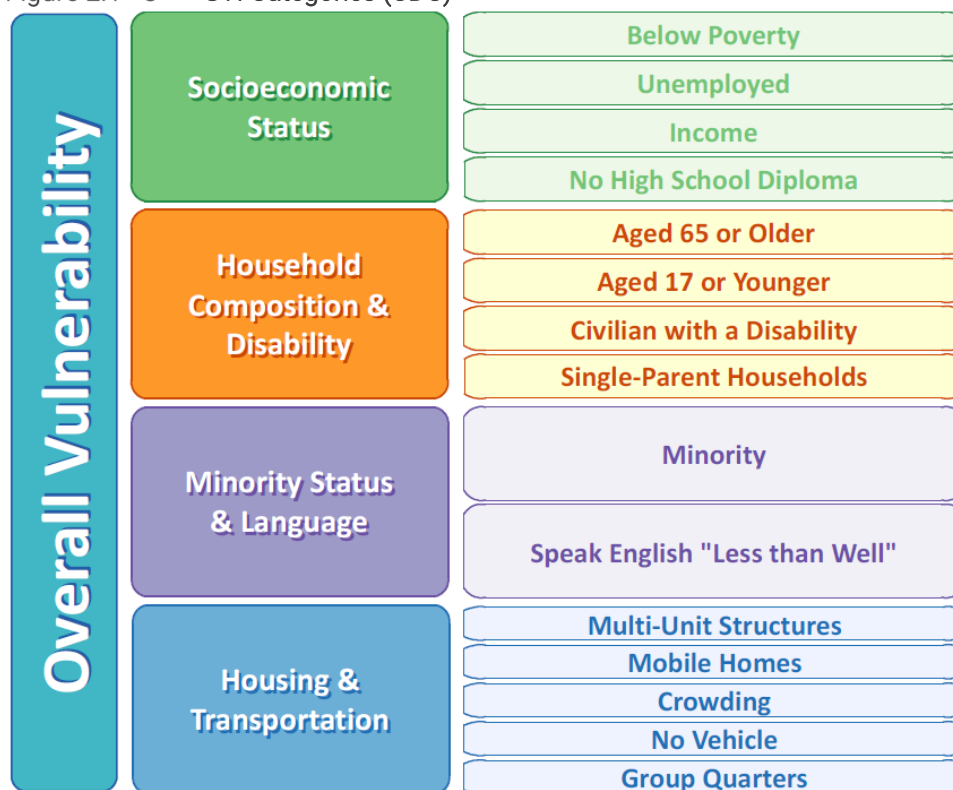 Categories (CDC)
Overall Vulnerability
Socioeconomic
Status
Below Poverty
Unemployed
Income
No High School Diploma
Household
Composition &
Disability
Aged 65 or Older
Aged 17 or Younger
Civilian with a Disability
Single-Parent Households
Minority Status
& Language
Minority
Speak English "Less than Well"
Housing &
Transportation
Multi-Unit Structures
Mobile Homes
Crowding
No Vehicle
Group Quarters